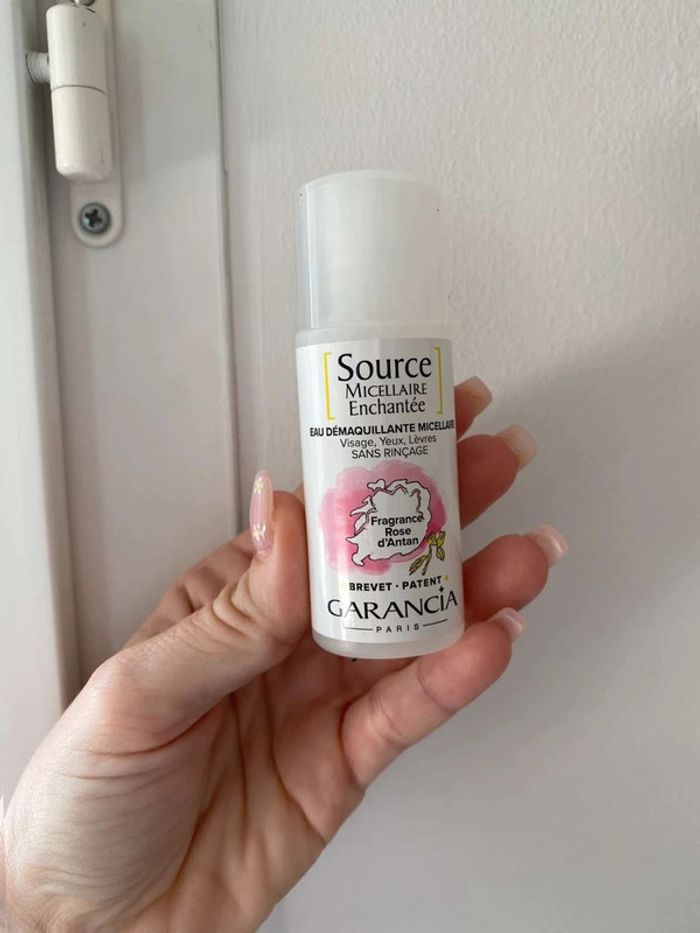 [Source]
MICELLAIRE
Enchantée
EAU DÉMAQUILLANTE MICELLAIRE
Visage, Yeux, Lèvres
SANS RINÇAGE
Fragrance
Rose
d'Antan
BREVET • PATENT
GARANCIA
PARIS